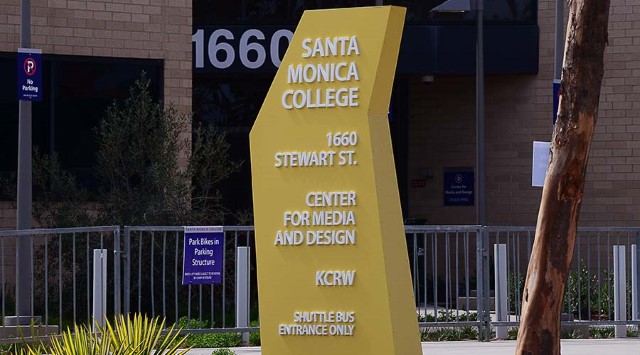 1660
No
Parking
SANTA
MONICA
COLLEGE
1660
STEWART ST.
CENTER
FOR MEDIA
AND DESIGN
KCRW
SHUTTLE BUS
ENTRANCE ONLY
Park Bikes in
Parking
Structure